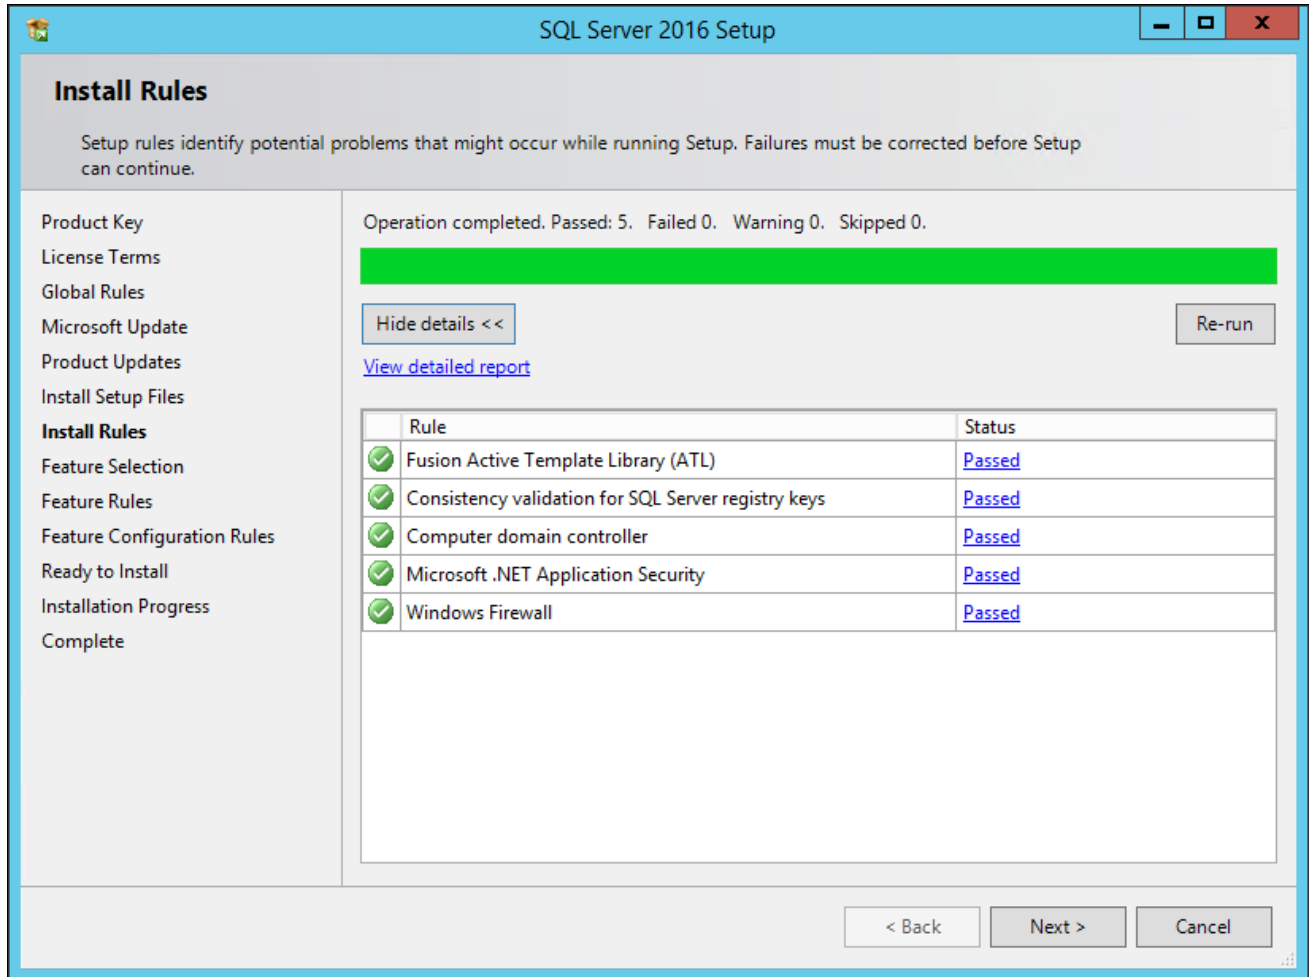 SQL Server 2016 Setup
Install Rules
Setup rules identify potential problems that might occur while running Setup. Failures must be corrected before Setup
can continue.
Product Key
License Terms
Global Rules
Microsoft Update
Product Updates
Install Setup Files
Install Rules
Feature Selection
Feature Rules
Feature Configuration Rules
Ready to Install
Installation Progress
Complete
Operation completed. Passed: 5.   Failed 0.   Warning 0.   Skipped 0.
Hide details <<
Re-run
View detailed report
Rule Status
Fusion Active Template Library (ATL) Passed
Consistency validation for SQL Server registry keys Passed
Computer domain controller Passed
Microsoft .NET Application Security Passed
Windows Firewall Passed
< Back Next > Cancel